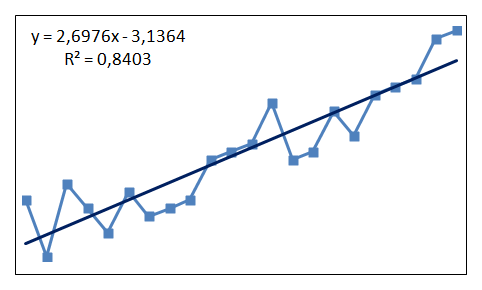 y = 2,6976x - 3,1364
R² = 0,8403